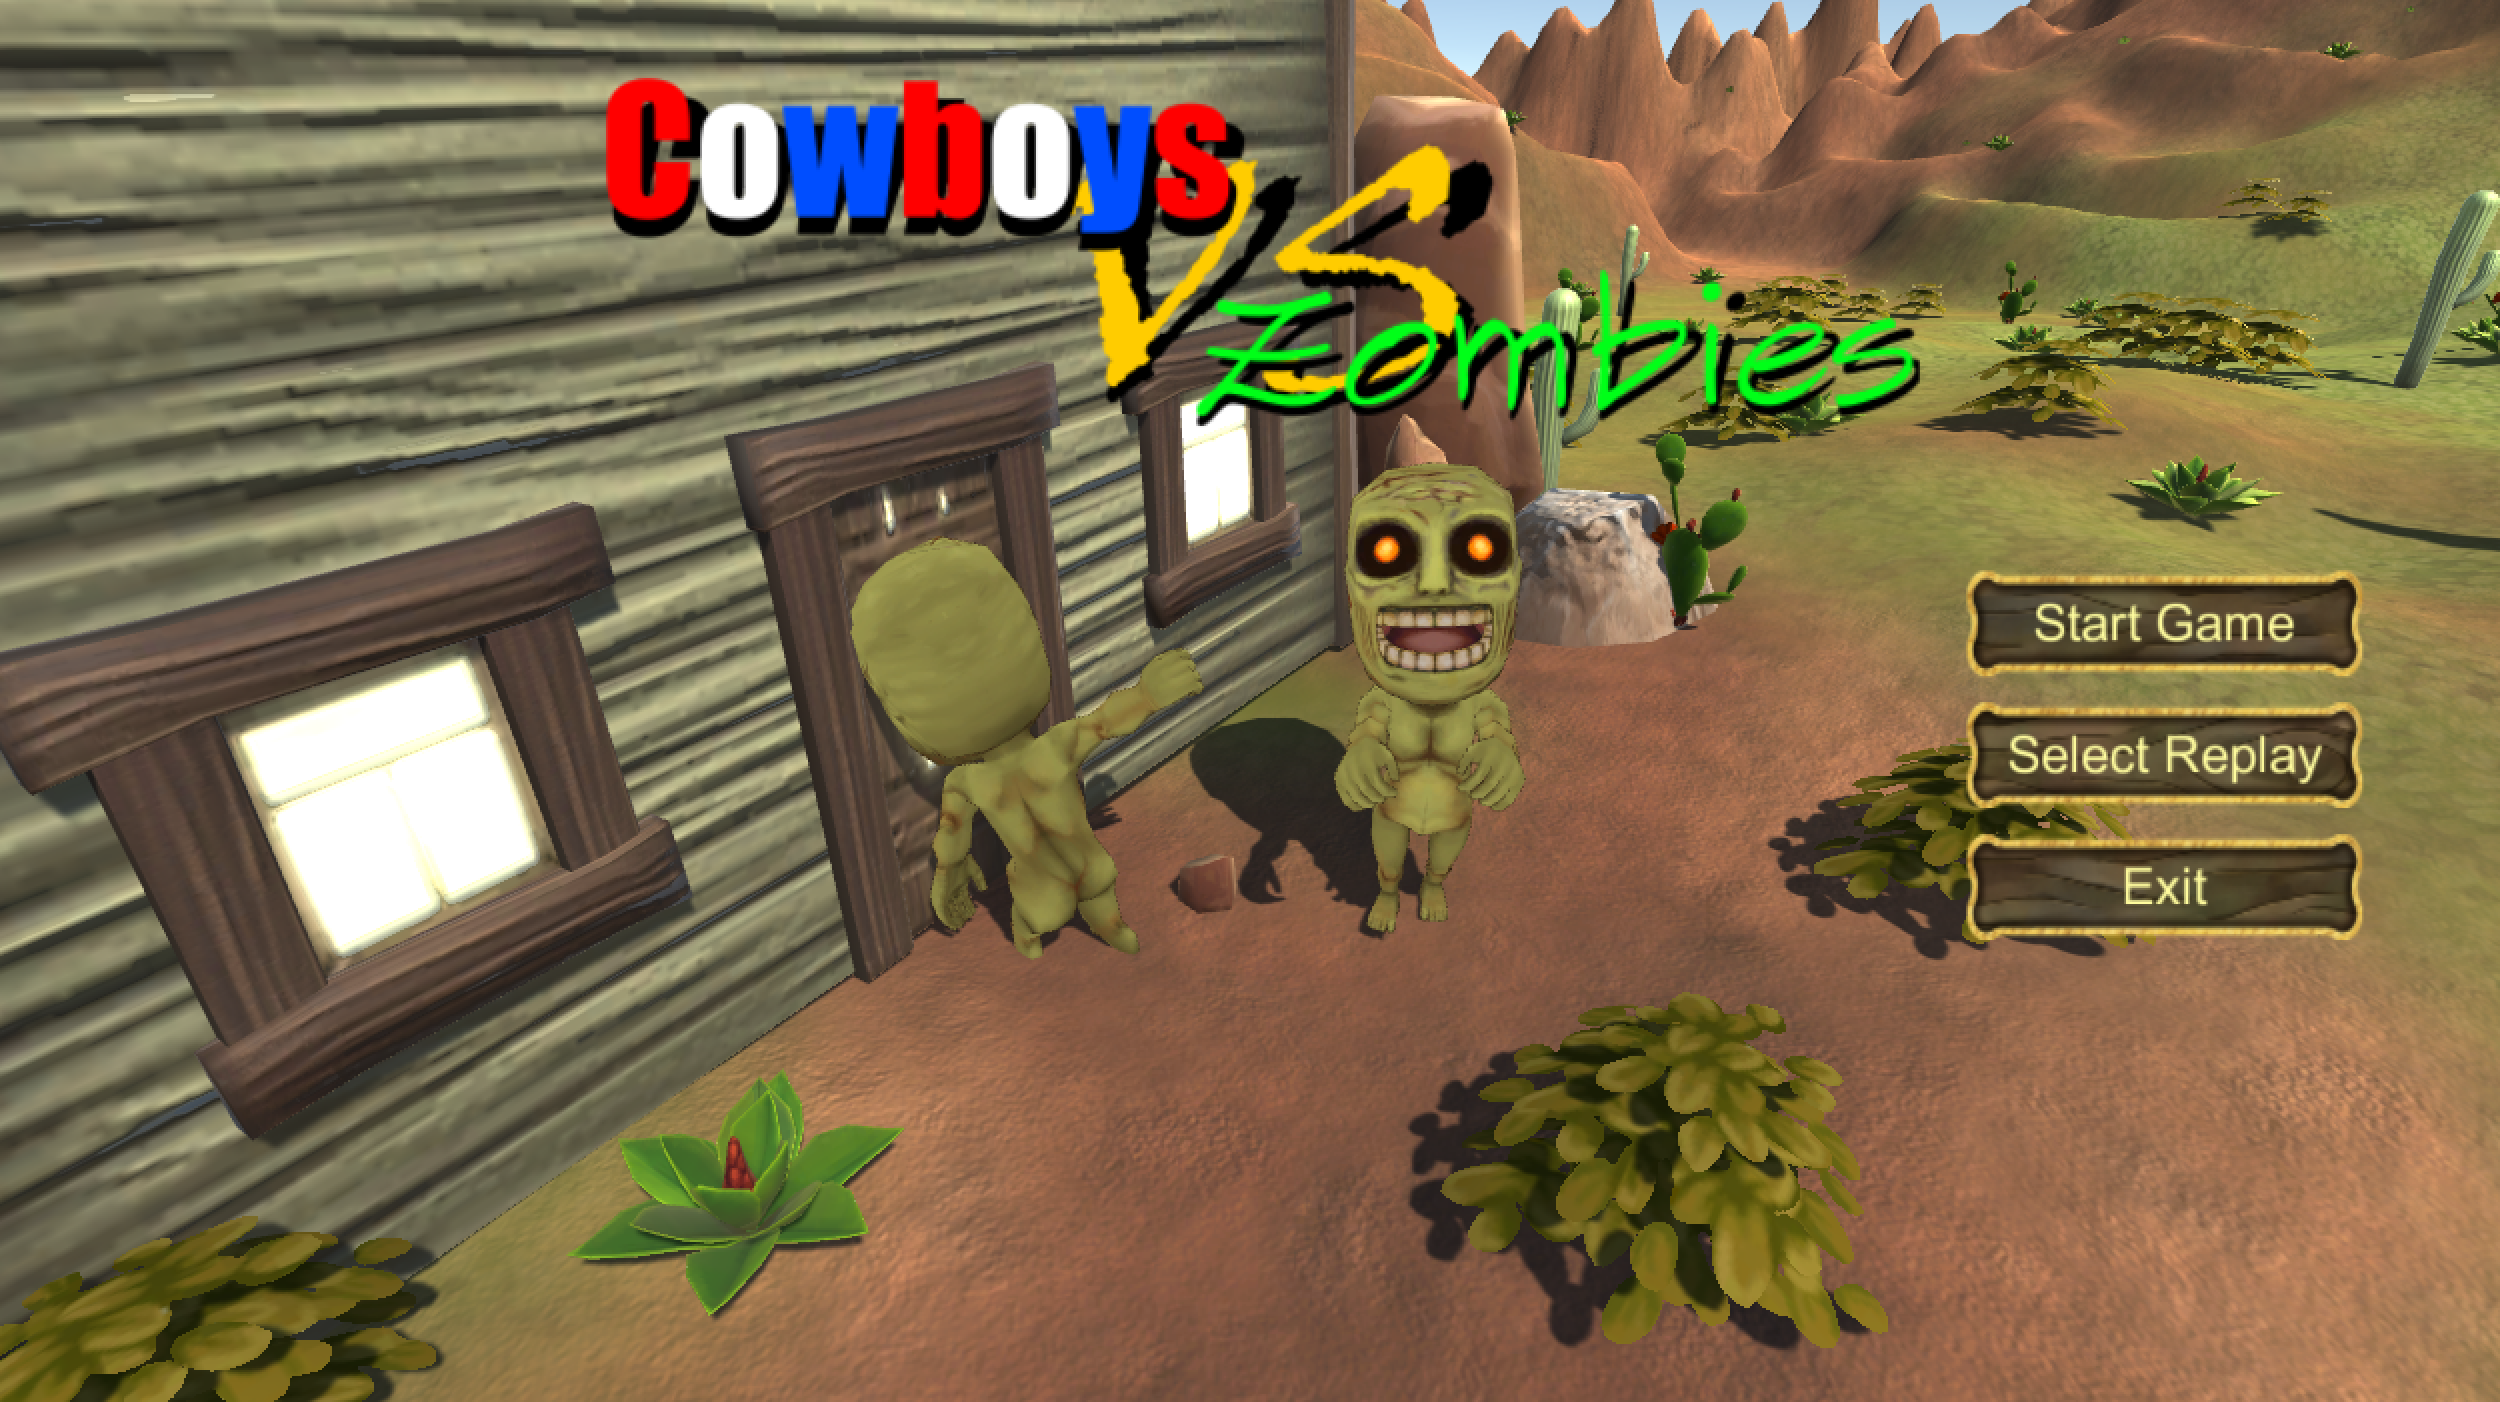 Cowboys
VS
Zombies
Start Game
Select Replay
Exit